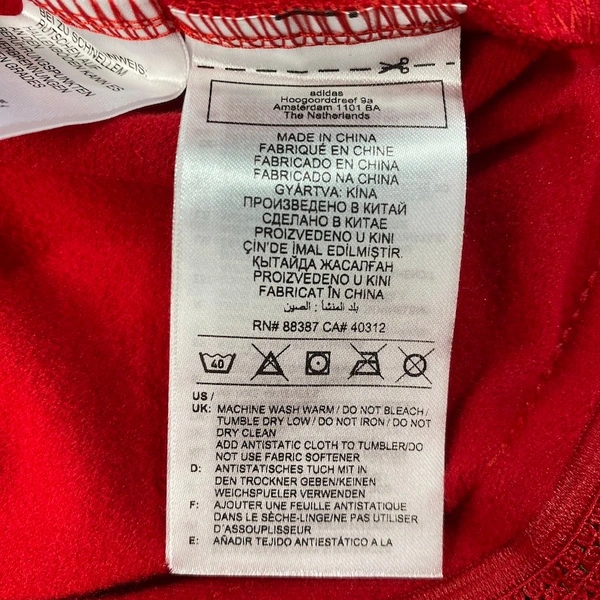 BEI ZU SCHNELLEM
adidas
Hoogoorddreef 9a
Amsterdam 1101 BA
The Netherlands
MADE IN CHINA
FABRIQUÉ EN CHINE
FABRICADO EN CHINA
FABRICADO NA CHINA
GYÁRTVA: KÍNA
ПРОИЗВЕДЕНО В КИТАЙ
СДЕЛАНО В КИТАЕ
PROIZVEDENO U KINI
ÇİN'DE İMAL EDİLMİŞTİR.
ҚЫТАЙДА ЖАСАЛҒАН
PROIZVEDENO U KINI
FABRICAT ÎN CHINA
بلد المنشأ: الصين
RN# 88387 CA# 40312
40
US /
UK: MACHINE WASH WARM / DO NOT BLEACH /
TUMBLE DRY LOW / DO NOT IRON / DO NOT
DRY CLEAN
ADD ANTISTATIC CLOTH TO TUMBLER/DO
NOT USE FABRIC SOFTENER
D: ANTISTATISCHES TUCH MIT IN
DEN TROCKNER GEBEN/KEINEN
WEICHSPUELER VERWENDEN
F: AJOUTER UNE FEUILLE ANTISTATIQUE
DANS LE SÈCHE-LINGE/NE PAS UTILISER
D'ASSOUPLISSEUR
E: AÑADIR TEJIDO ANTIESTÁTICO A LA